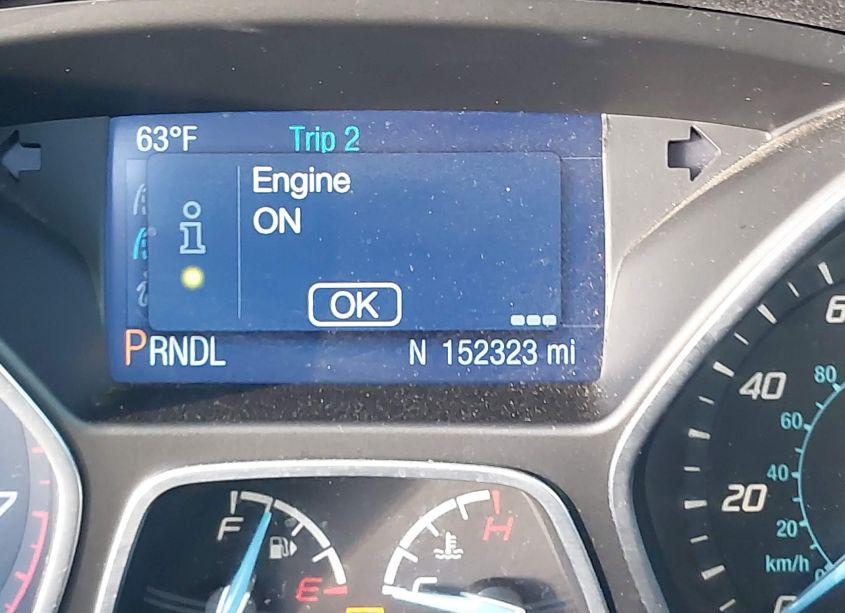 63°F Trip 2
Engine
ON
OK
PRNDL N 152323 mi
F E
H C
20 40
20 40 60 80
km/h